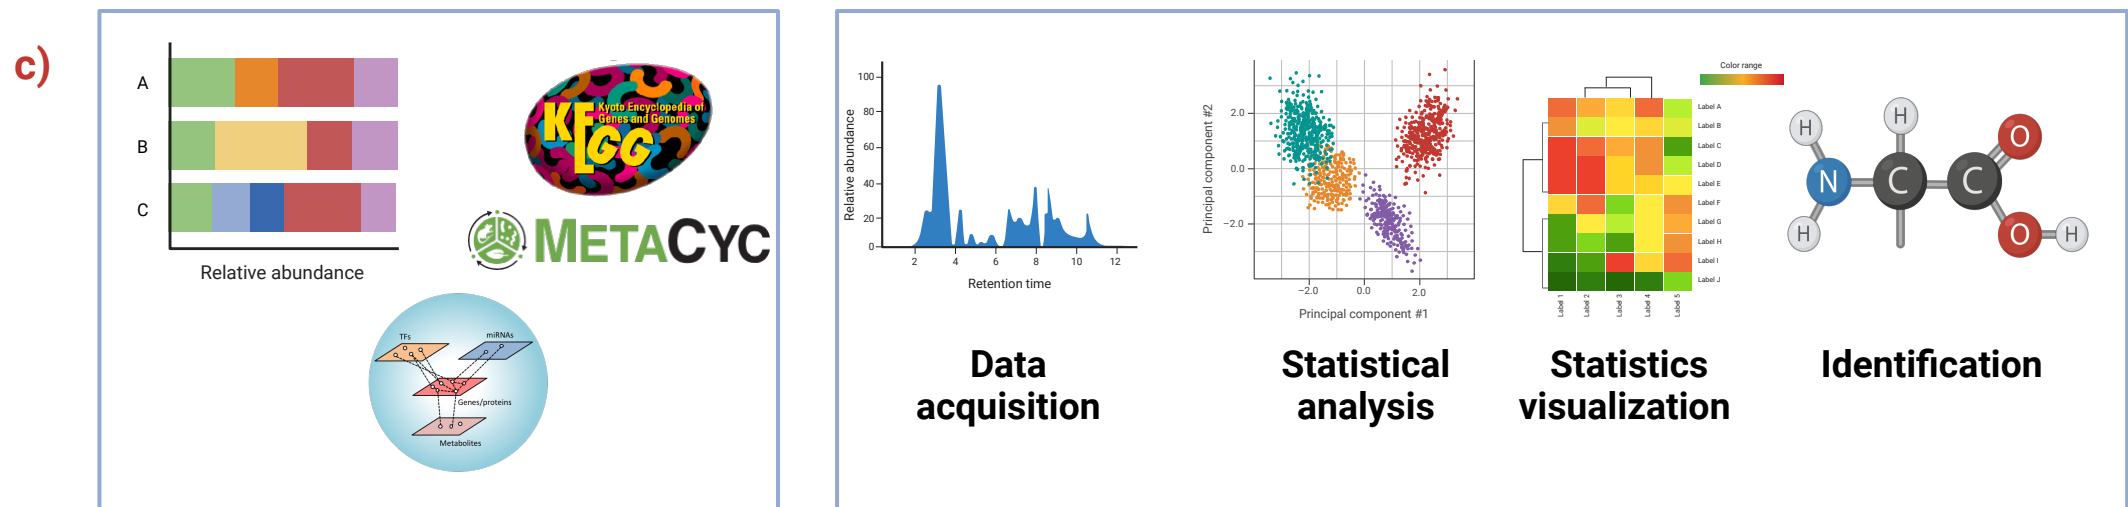 c)
A
B
C
Relative abundance
KEGG
Kyoto Encyclopedia of
Genes and Genomes
METACYC
TFs
miRNAs
Genes/proteins
Metabolites
Relative abundance
100
80
60
40
20
0
2 4 6 8 10 12
Retention time
Data
acquisition
Principal component #2
2.0
0.0
−2.0
−2.0 0.0 2.0
Principal component #1
Statistical
analysis
Color range
Label A
Label B
Label C
Label D
Label E
Label F
Label G
Label H
Label I
Label J
Label 1
Label 2
Label 3
Label 4
Label 5
Statistics
visualization
H
H
O
N
C
C
H
O
H
Identification